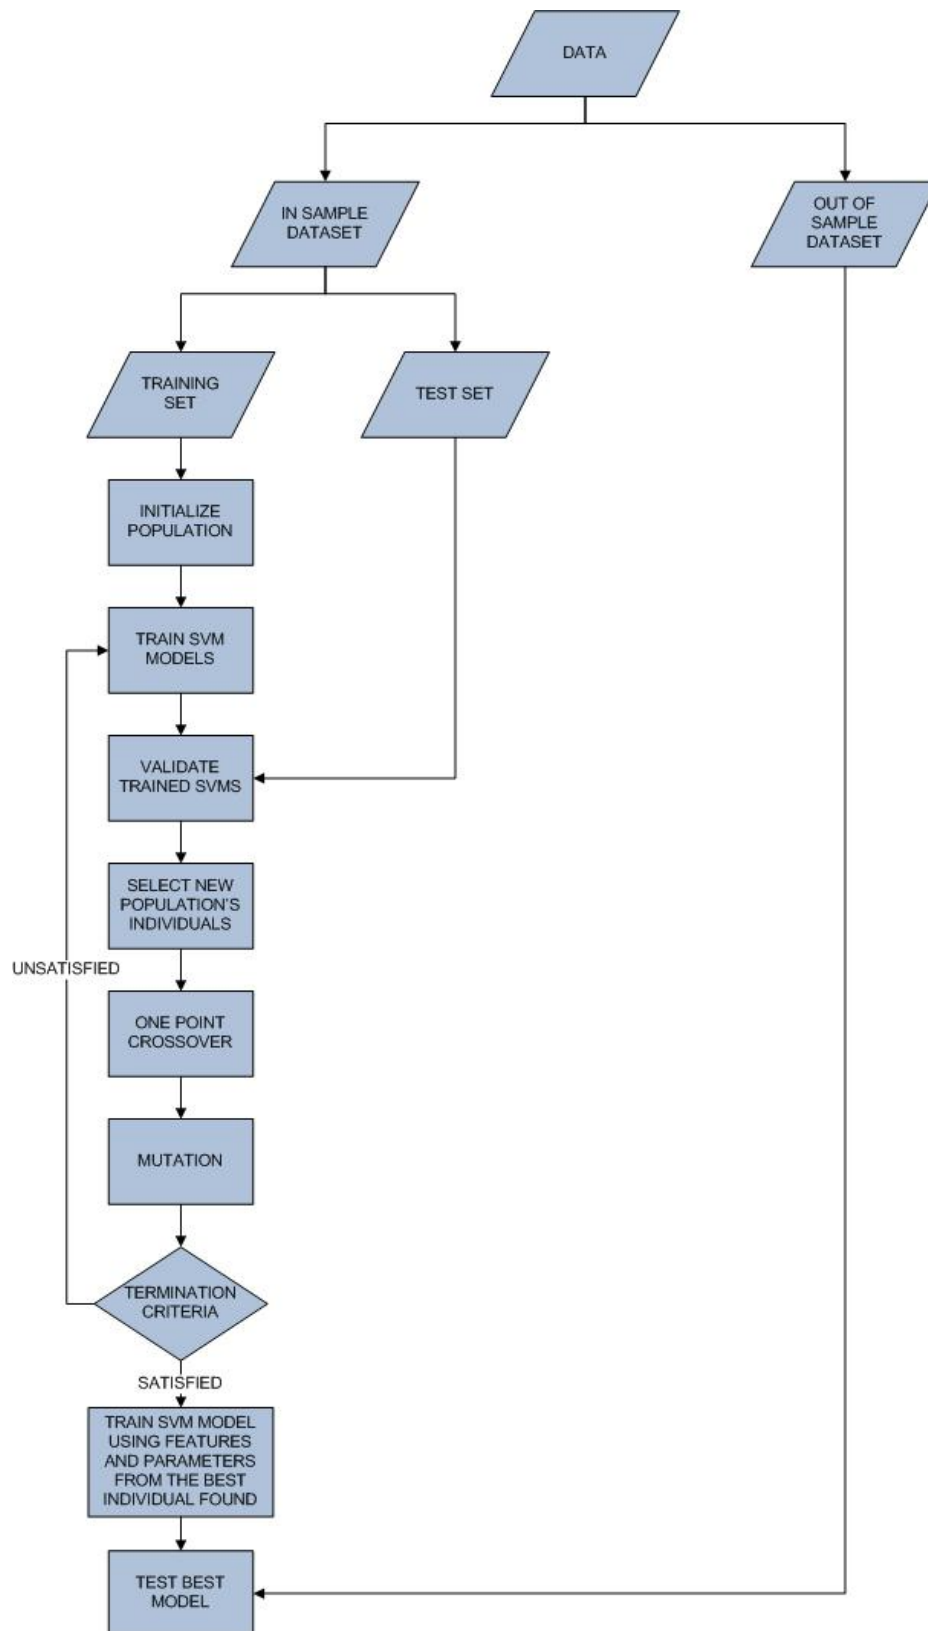 DATA
IN SAMPLE
DATASET
OUT OF
SAMPLE
DATASET
TRAINING
SET
TEST SET
INITIALIZE
POPULATION
TRAIN SVM
MODELS
VALIDATE
TRAINED SVMS
SELECT NEW
POPULATION'S
INDIVIDUALS
UNSATISFIED
ONE POINT
CROSSOVER
MUTATION
TERMINATION
CRITERIA
SATISFIED
TRAIN SVM MODEL
USING FEATURES
AND PARAMETERS
FROM THE BEST
INDIVIDUAL FOUND
TEST BEST
MODEL